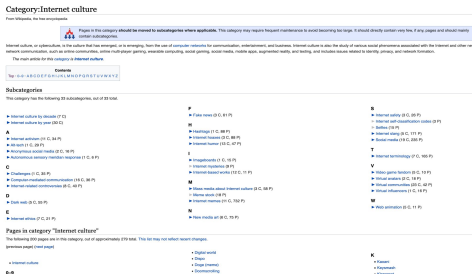 Category:Internet culture
From Wikipedia, the free encyclopedia
Pages in this category should be moved to subcategories where applicable. This category may require frequent maintenance to avoid becoming too large. It should directly contain very few, if any, pages and should mainly
contain subcategories.
Internet culture, or cyberculture, is the culture that has emerged, or is emerging, from the use of computer networks for communication, entertainment, and business. Internet culture is also the study of various social phenomena associated with the Internet and other
network communication, such as online communities, online multi-player gaming, wearable computing, social gaming, social media, mobile apps, augmented reality, and texting, and includes issues related to identity, privacy, and network formation.
The main article for this category is Internet culture.
Contents
Top
A B C D E F G H I J K L M N O P Q R S T U V W X Y Z
Subcategories
This category has the following 33 subcategories, out of 33 total.
► Internet culture by decade
► Internet culture by year
A
► Internet activism
► Alt-tech
► Anonymous social media
► Autonomous sensory meridian response
C
► Challenges
► Computer-mediated communication
► Internet-related controversies
D
► Dark web
E
► Internet ethics
F
► Fake news
H
► Hashtags
► Internet hoaxes
► Internet humor
I
► Imageboards
► Internet mysteries
► Internet-based works
M
► Mass media about Internet culture
► Meme stock
► Internet memes
N
► New media art
S
► Internet safety
► Internet self-classification codes
► Selfies
► Internet slang
► Social media
T
► Internet terminology
V
► Video game fandom
► Virtual avatars
► Virtual communities
► Virtual influencers
W
► Web animation
Pages in category "Internet culture"
The following 200 pages are in this category, out of approximately 270 total. This list may not reflect recent changes.
(previous page) (next page)
• Internet culture
0–9
• Digital world
• Dispo
• Doge (meme)
• Doomscrolling
K
• Kaisani
• Keysmash